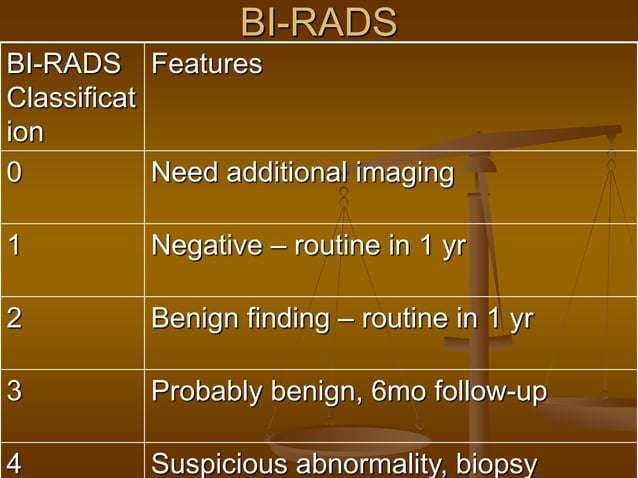 BI-RADS
BI-RADS Features
Classificat
ion
0 Need additional imaging
1 Negative – routine in 1 yr
2 Benign finding – routine in 1 yr
3 Probably benign, 6mo follow-up
4 Suspicious abnormality, biopsy